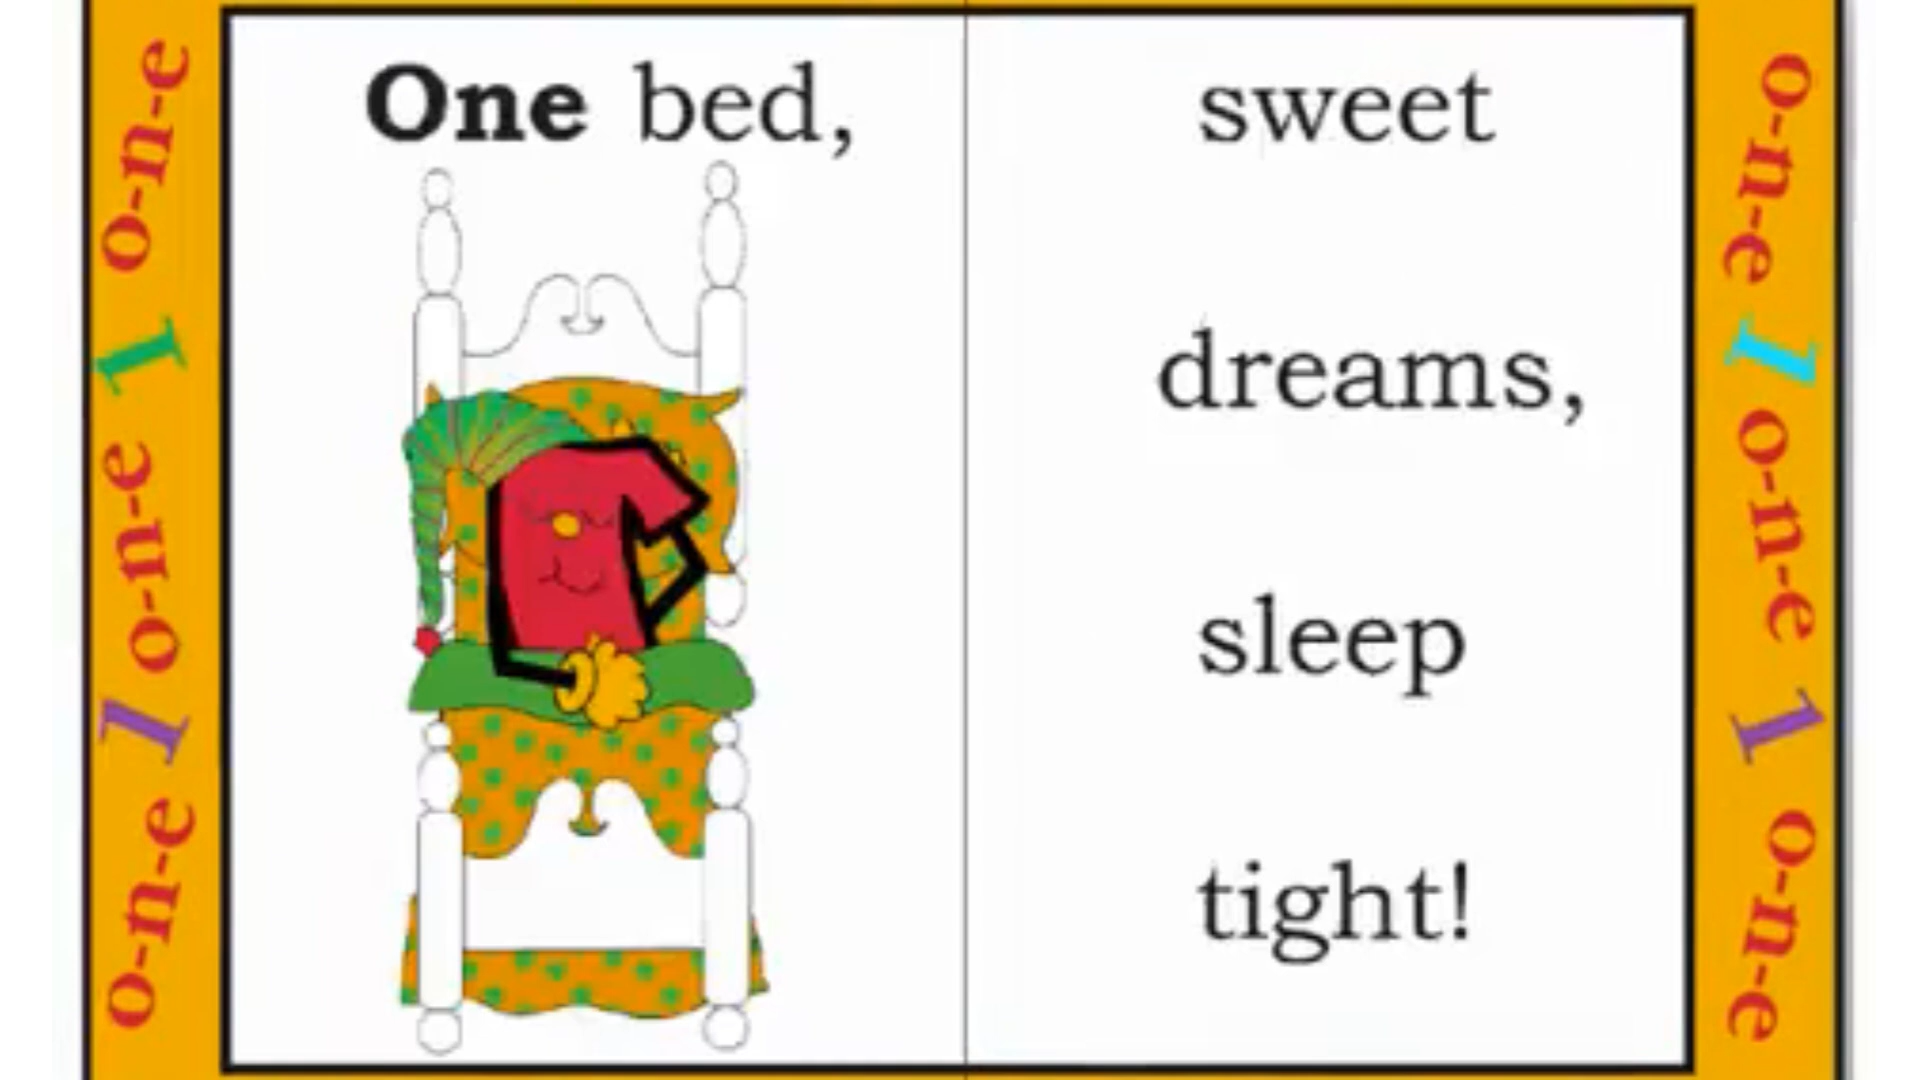 One bed,
sweet
dreams,
sleep
tight!
o-n-e 1 o-n-e 1 o-n-e
o-n-e 1 o-n-e 1 o-n-e